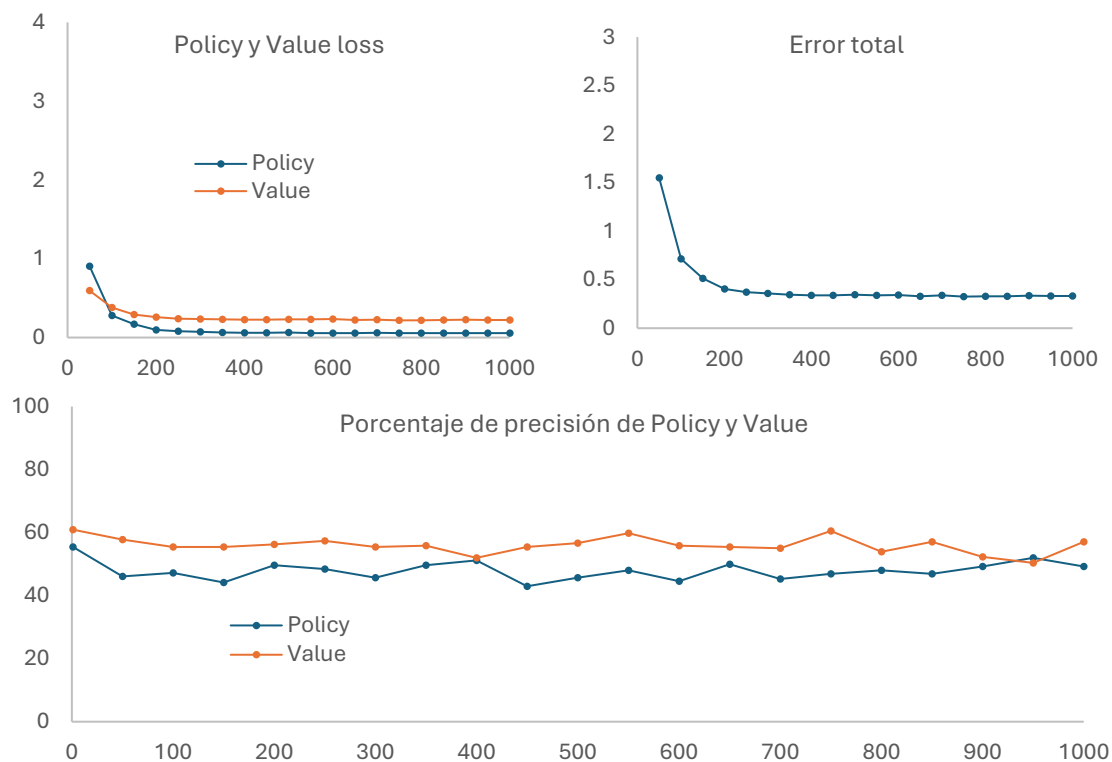 Policy y Value loss
4
3
2
1
0
Policy
Value
0 200 400 600 800 1000
Error total
3
2.5
2
1.5
1
0.5
0
0 200 400 600 800 1000
Porcentaje de precisión de Policy y Value
100
80
60
40
20
0
Policy
Value
0 100 200 300 400 500 600 700 800 900 1000